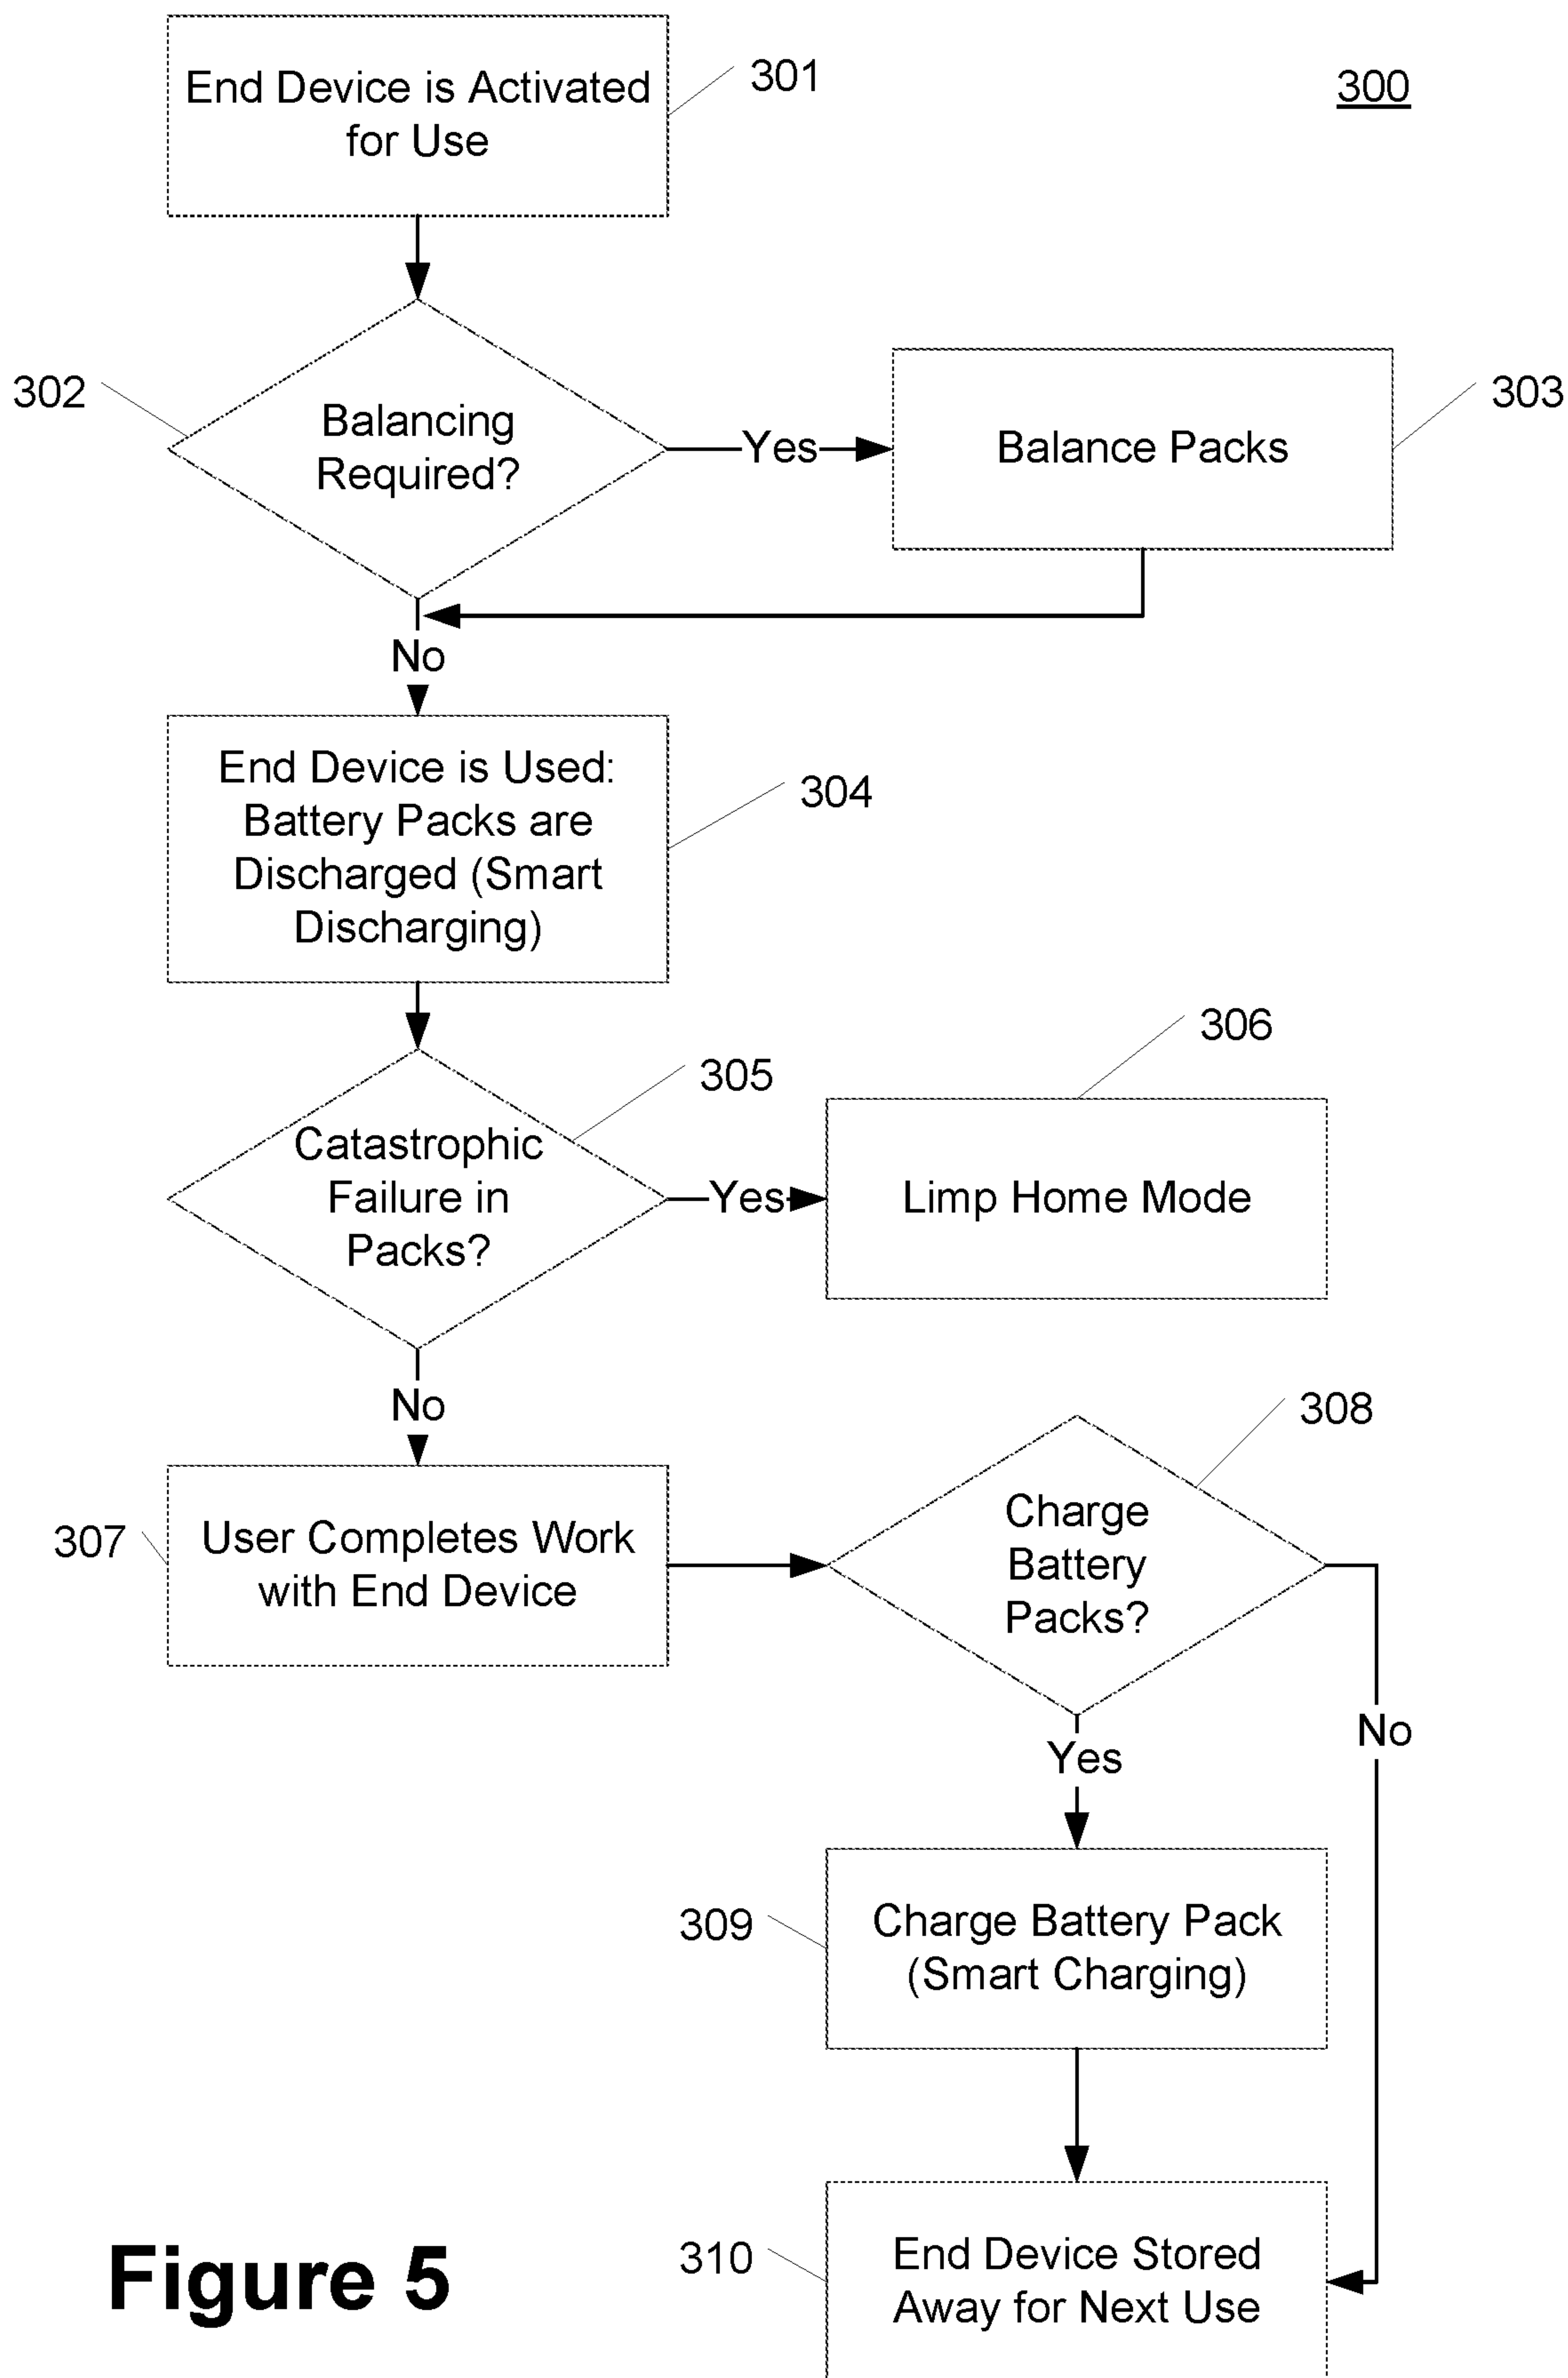 End Device is Activated
for Use
301
300
302
Balancing
Required?
Yes
Balance Packs
303
No
End Device is Used:
Battery Packs are
Discharged (Smart
Discharging)
304
305
Catastrophic
Failure in
Packs?
Yes
306
Limp Home Mode
No
307
User Completes Work
with End Device
308
Charge
Battery
Packs?
Yes
No
309
Charge Battery Pack
(Smart Charging)
310
End Device Stored
Away for Next Use
Figure 5